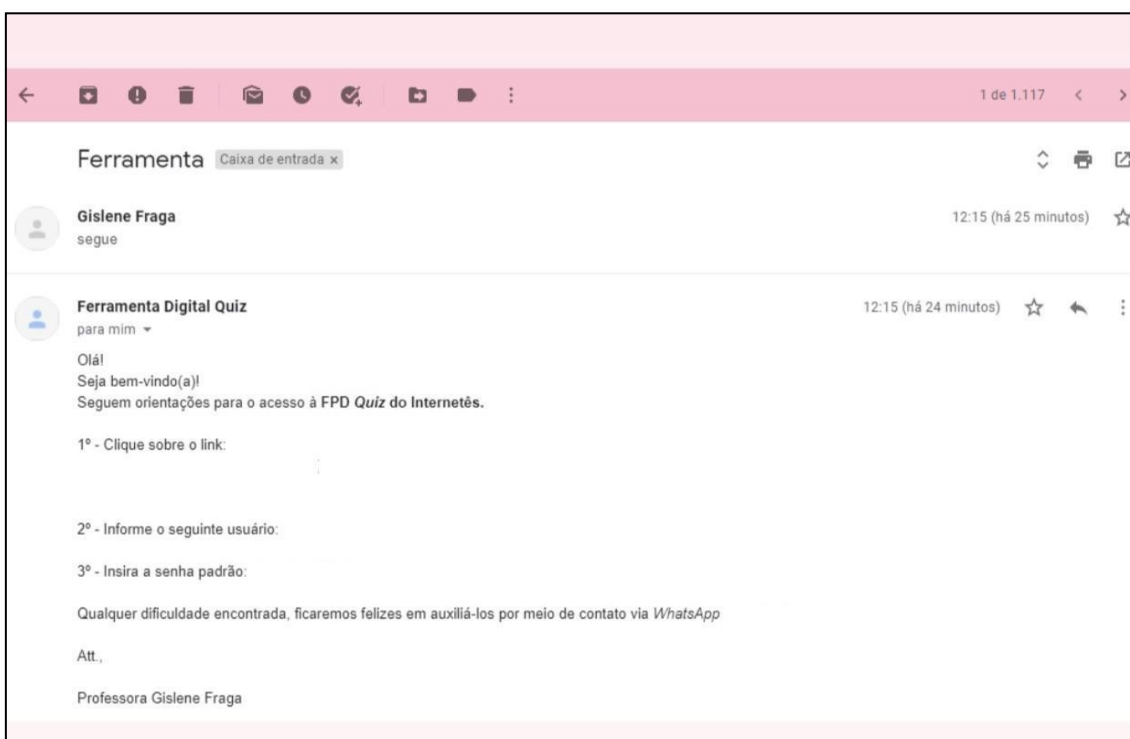 1 de 1.117
Ferramenta Caixa de entrada x
Gislene Fraga 12:15 (há 25 minutos)
segue
Ferramenta Digital Quiz 12:15 (há 24 minutos)
para mim
Olá!
Seja bem-vindo(a)!
Seguem orientações para o acesso à FPD Quiz do Internetês.
1º - Clique sobre o link:
2º - Informe o seguinte usuário:
3º - Insira a senha padrão:
Qualquer dificuldade encontrada, ficaremos felizes em auxiliá-los por meio de contato via WhatsApp
Att.,
Professora Gislene Fraga